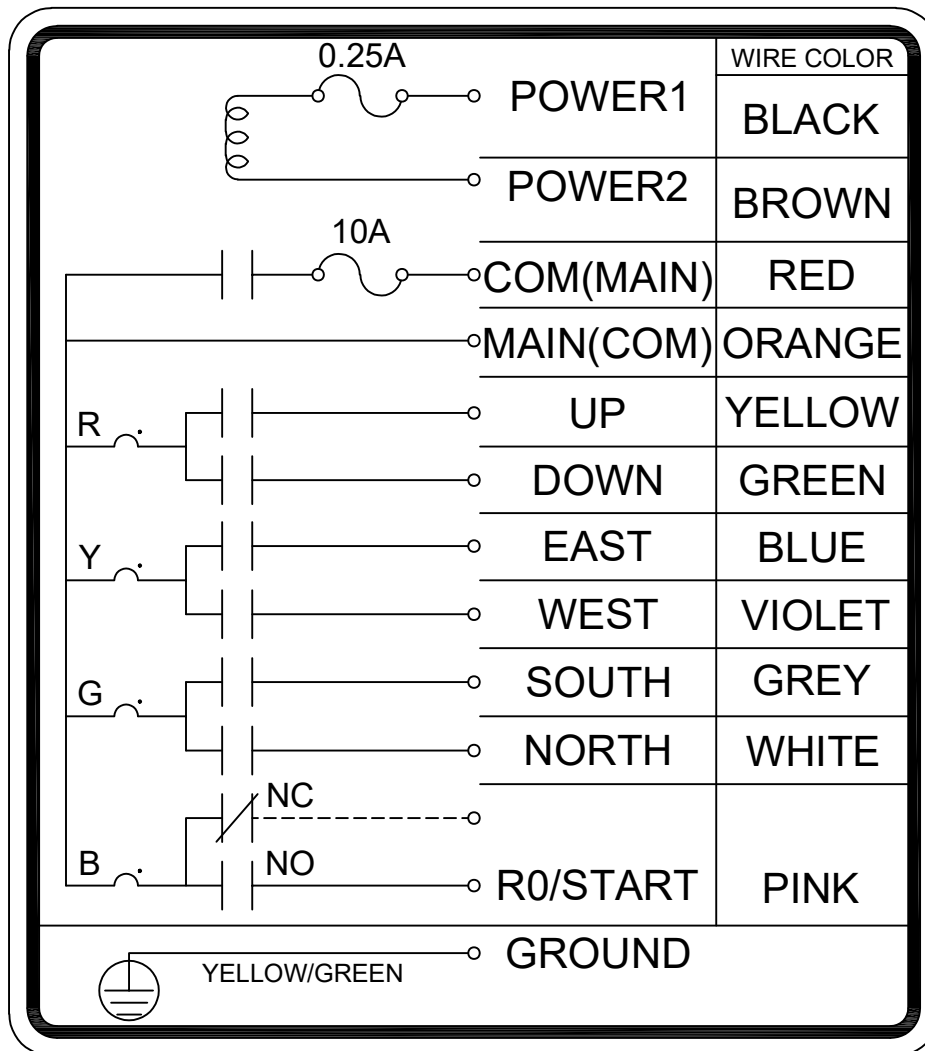 0.25A
WIRE COLOR
POWER1
BLACK
POWER2
BROWN
10A
COM(MAIN)
RED
MAIN(COM)
ORANGE
R
UP
YELLOW
DOWN
GREEN
Y
EAST
BLUE
WEST
VIOLET
G
SOUTH
GREY
NORTH
WHITE
NC
B
NO
R0/START
PINK
YELLOW/GREEN
GROUND